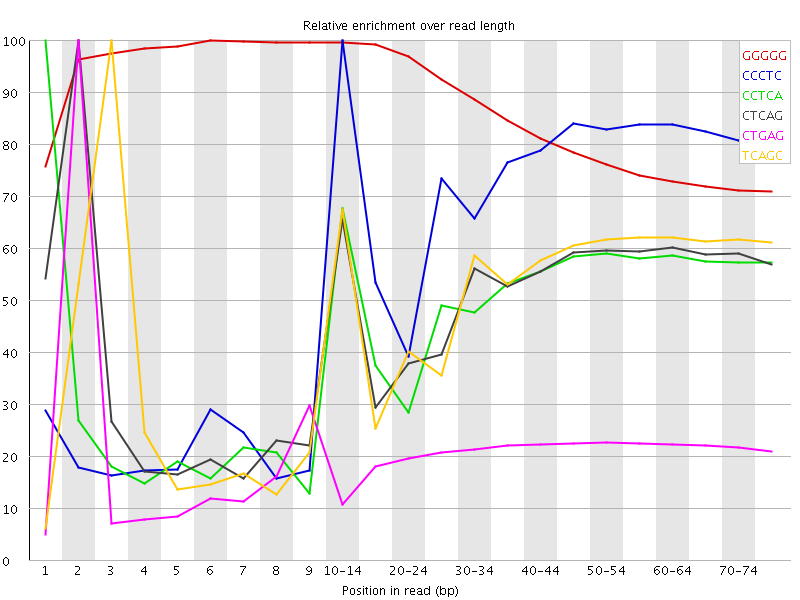 Relative enrichment over read length
100
90
80
70
60
50
40
30
20
10
0
GGGGG
CCCTC
CCTCA
CTCAG
CTGAG
TCAGC
1 2 3 4 5 6 7 8 9 10-14 20-24 30-34 40-44 50-54 60-64 70-74
Position in read (bp)